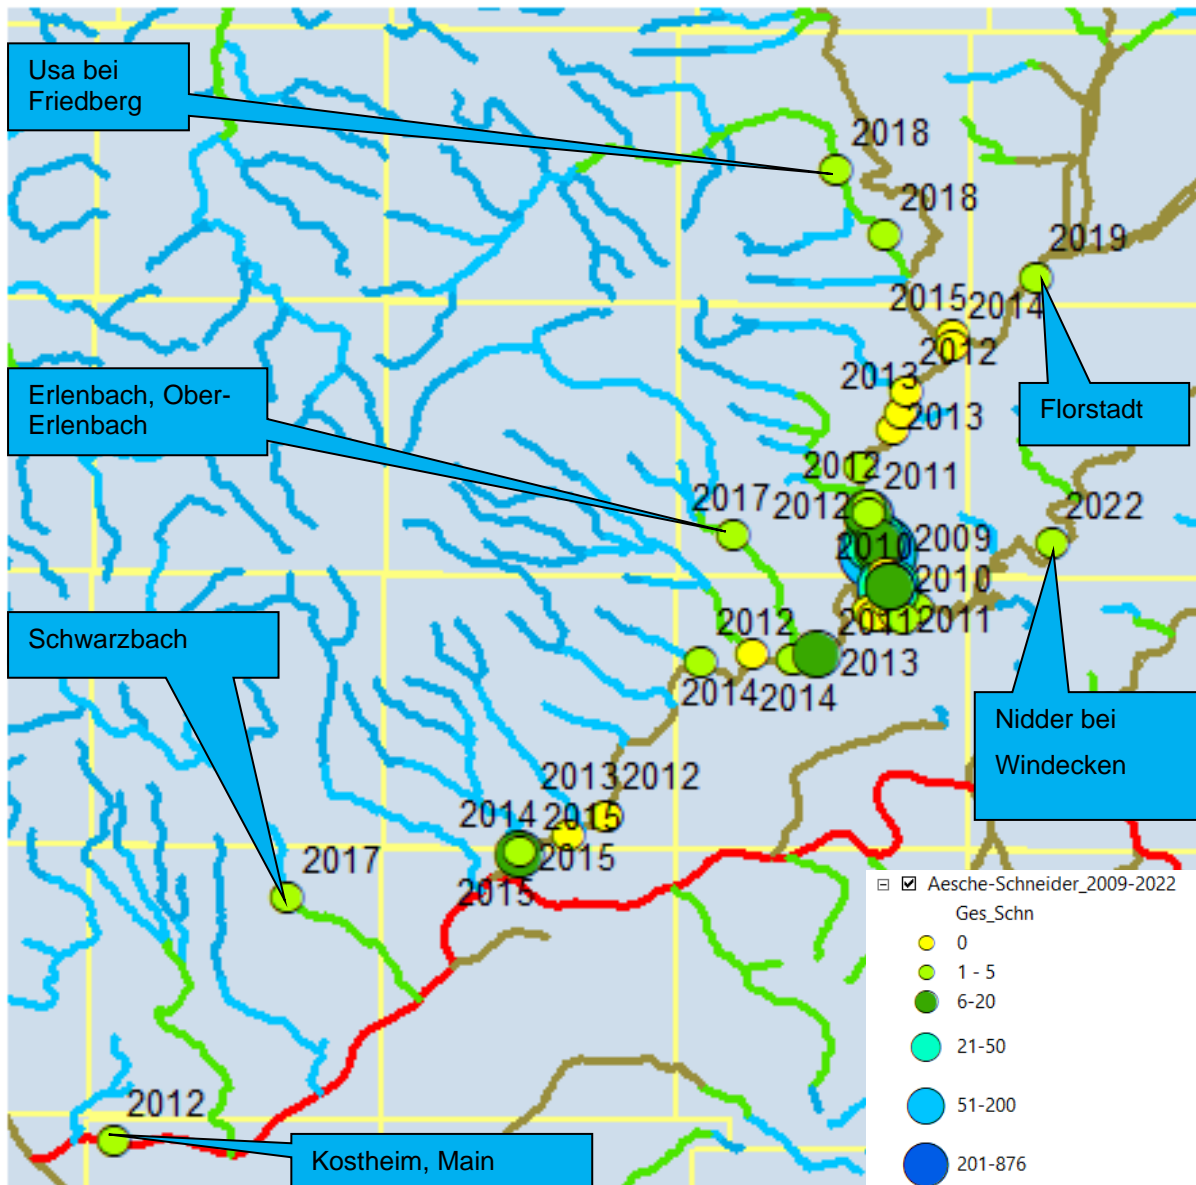 Usa bei
Friedberg
2018
2018
2019
2015
2014
2012
2013
2013
Erlenbach, Ober-
Erlenbach
Florstadt
2012
2011
2017
2012
2022
2009
2010
2010
2011
2011
2012
2013
2014
2014
Schwarzbach
Nidder bei
Windecken
2013
2012
2014
2015
2015
2015
2017
2012
Kostheim, Main
Aesche-Schneider_2009-2022
Ges_Schn
0
1 - 5
6-20
21-50
51-200
201-876